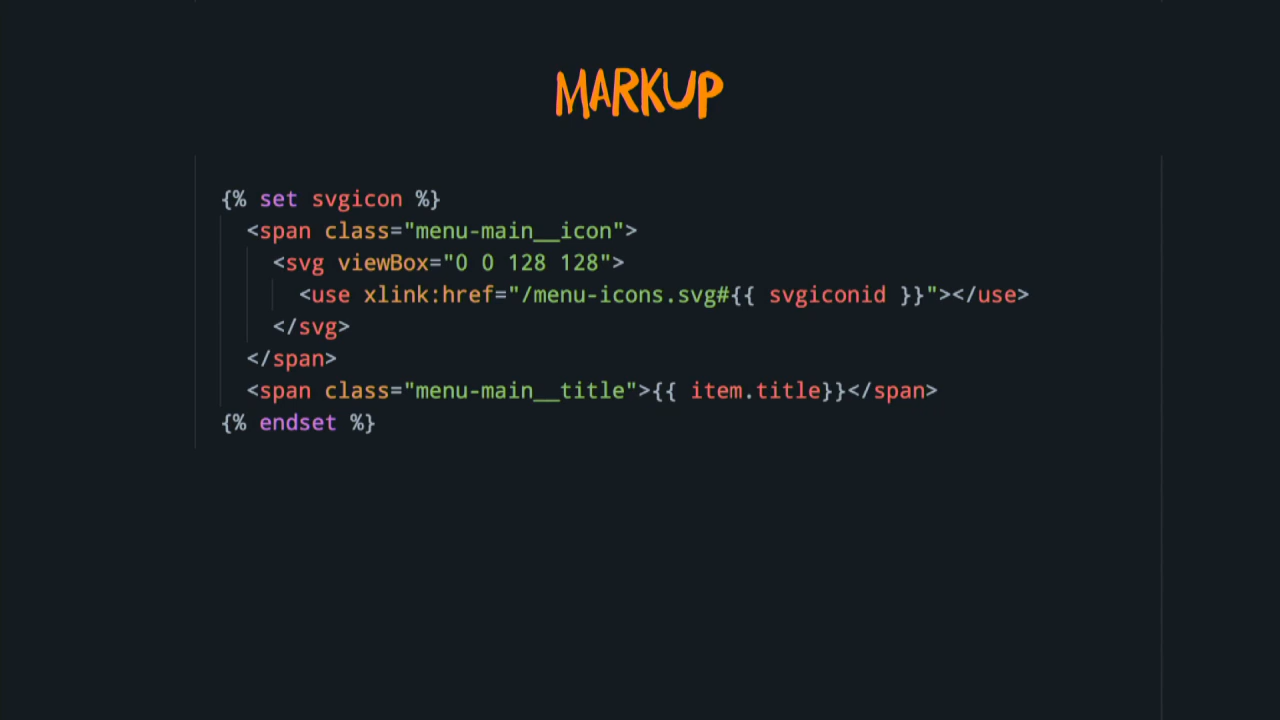 MARKUP
{% set svgicon %}
<span class="menu-main__icon">
<svg viewBox="0 0 128 128">
<use xlink:href="/menu-icons.svg#{{ svgiconid }}"></use>
</svg>
</span>
<span class="menu-main__title">{{ item.title}}</span>
{% endset %}